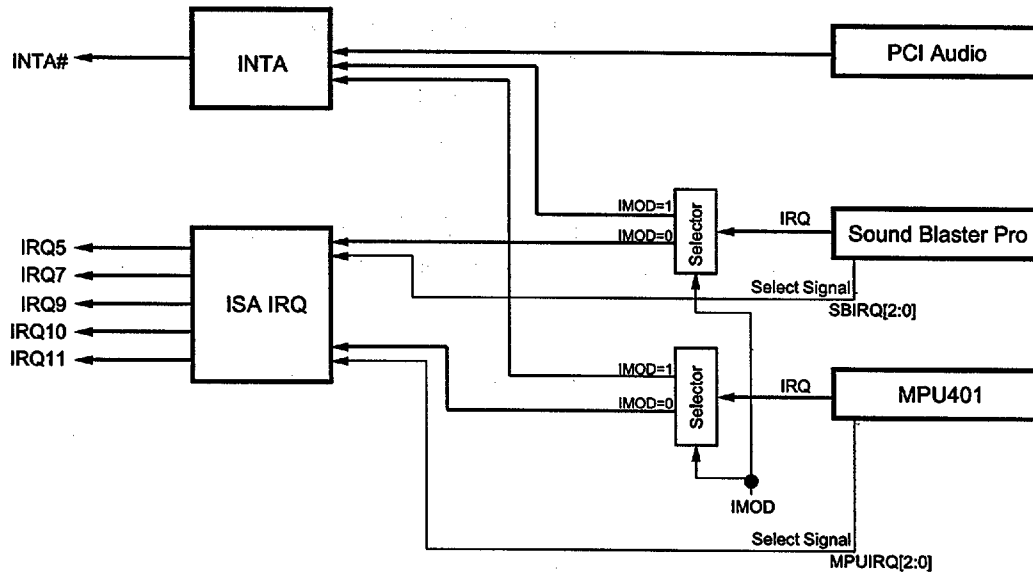 PCI Audio
INTA#
INTA
IMOD=1
IRQ
Selector
Sound Blaster Pro
IMOD=0
IRQ5
IRQ7
Select Signal
SBIRQ[2:0]
IRQ9
ISA IRQ
IRQ10
IRQ11
IMOD=1
IRQ
Selector
MPU401
IMOD=0
IMOD
Select Signal
MPUIRQ[2:0]